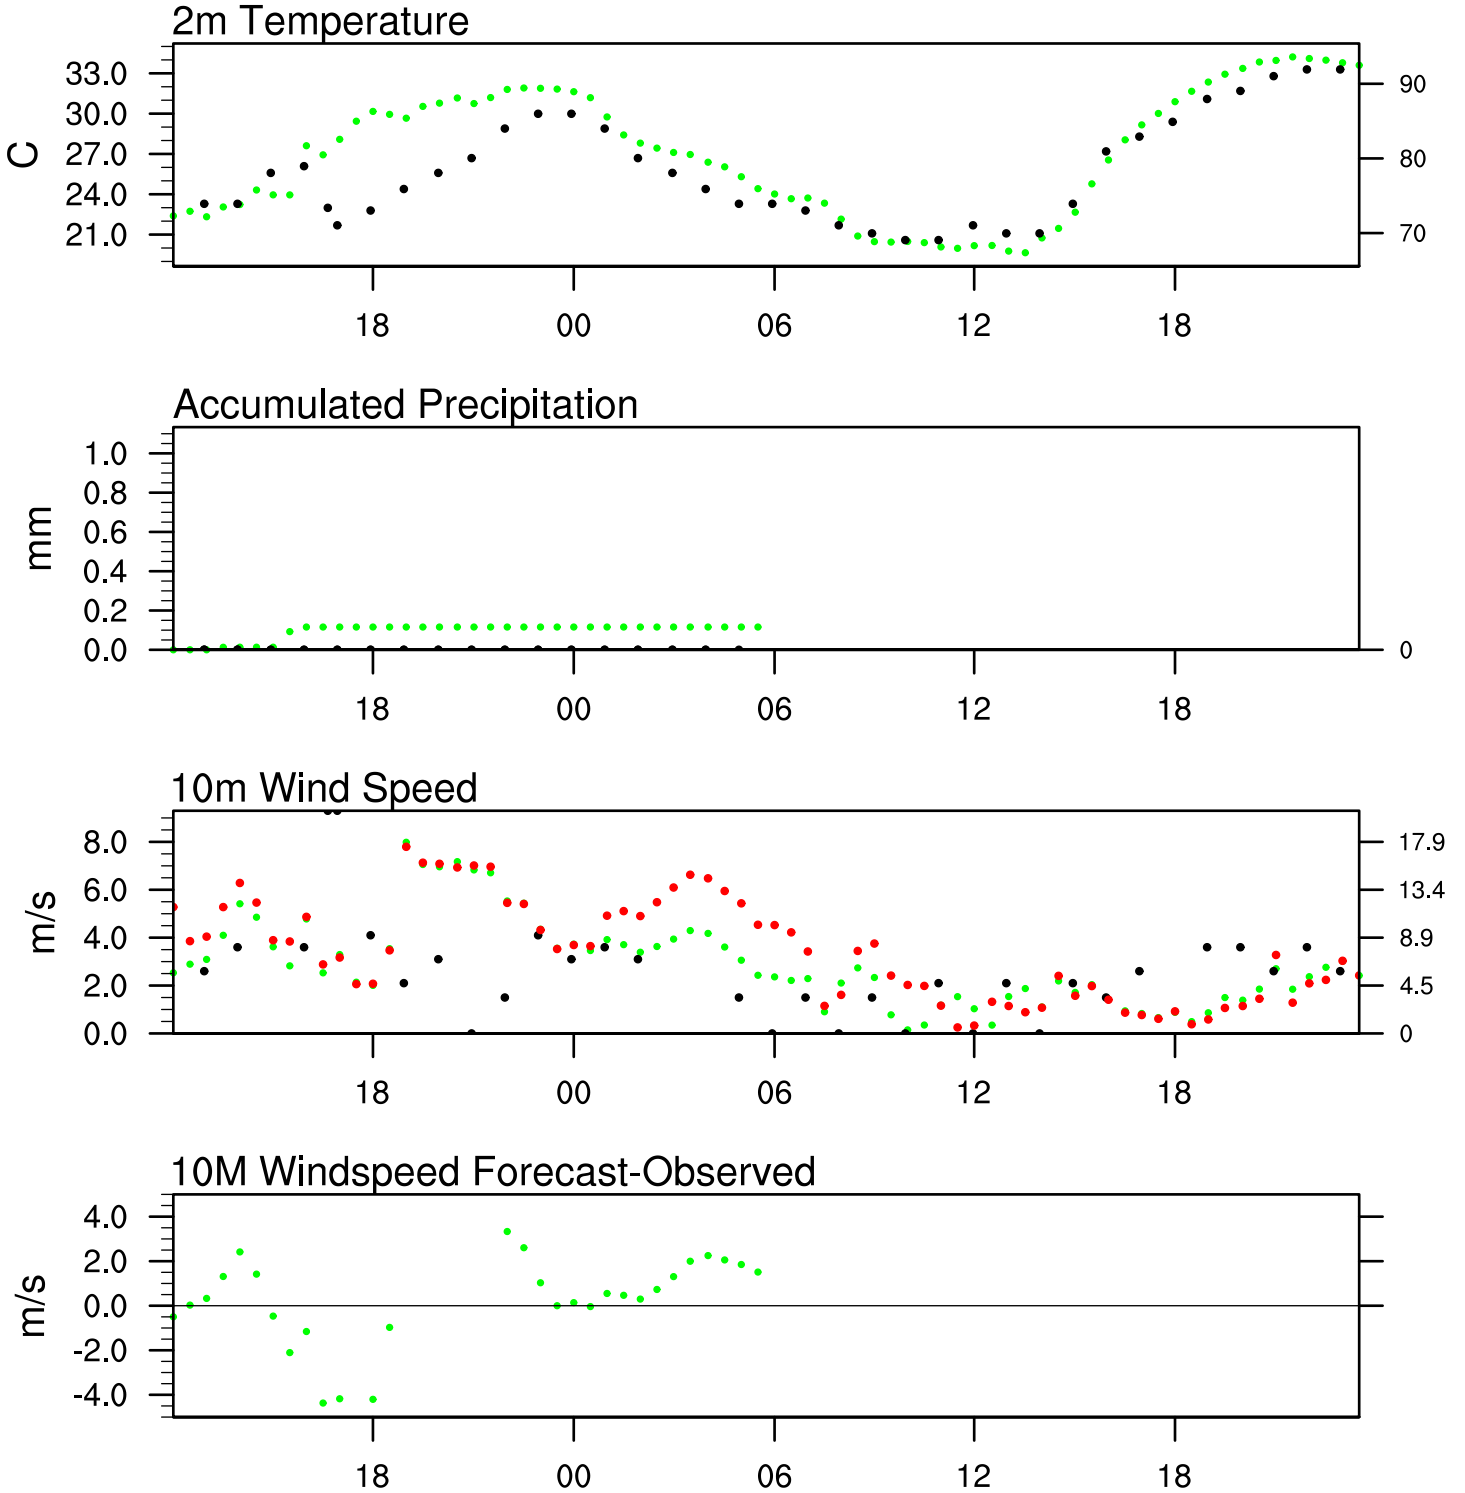 2m Temperature
33.0
30.0
27.0
24.0
21.0
C
90
80
70
18 00 06 12 18
Accumulated Precipitation
1.0
0.8
0.6
0.4
0.2
0.0
mm
0
18 00 06 12 18
10m Wind Speed
8.0
6.0
4.0
2.0
0.0
m/s
17.9
13.4
8.9
4.5
0
18 00 06 12 18
10M Windspeed Forecast-Observed
4.0
2.0
0.0
-2.0
-4.0
m/s
18 00 06 12 18